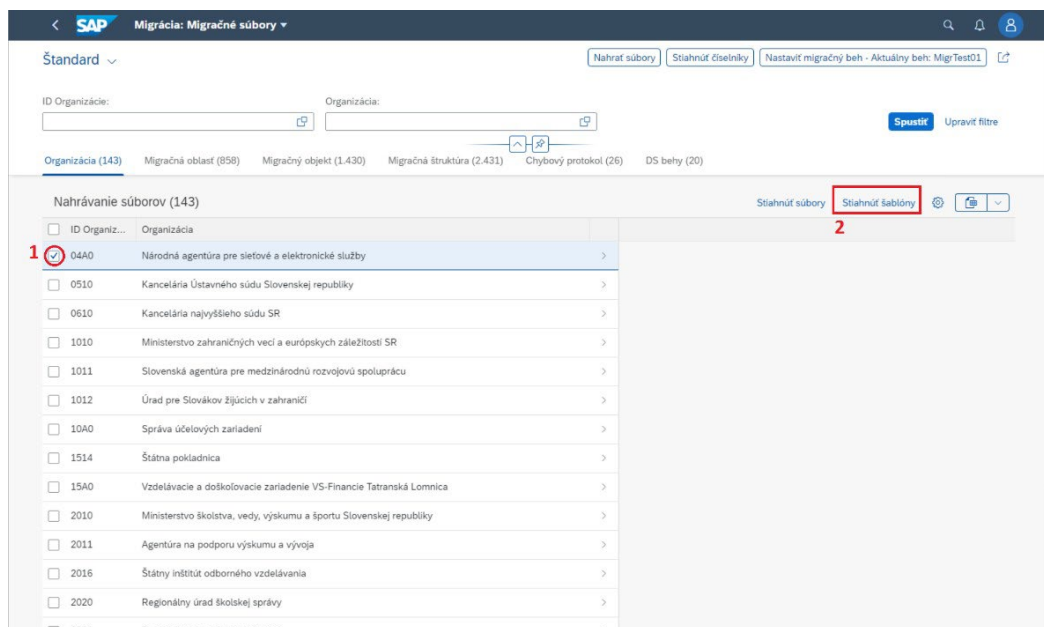 SAP Migrácia: Migračné súbory
Štandard Nahrať súbory Stiahnúť číselníky Nastaviť migračný beh - Aktuálny beh: MigrTest01
ID Organizácie: Organizácia:
Spustiť Upraviť filtre
Organizácia (143) Migračná oblasť (858) Migračný objekt (1.430) Migračná štruktúra (2.431) Chybový protokol (26) DS behy (20)
Nahrávanie súborov (143) Stiahnúť súbory Stiahnúť šablóny
ID Organiz... Organizácia 2
1 04A0 Národná agentúra pre sieťové a elektronické služby
0510 Kancelária Ústavného súdu Slovenskej republiky
0610 Kancelária najvyššieho súdu SR
1010 Ministerstvo zahraničných vecí a európskych záležitostí SR
1011 Slovenská agentúra pre medzinárodnú rozvojovú spoluprácu
1012 Úrad pre Slovákov žijúcich v zahraničí
10A0 Správa účelových zariadení
1514 Štátna pokladnica
15A0 Vzdelávacie a doškoľovacie zariadenie VS-Financie Tatranská Lomnica
2010 Ministerstvo školstva, vedy, výskumu a športu Slovenskej republiky
2011 Agentúra na podporu výskumu a vývoja
2016 Štátny inštitút odborného vzdelávania
2020 Regionálny úrad školskej správy